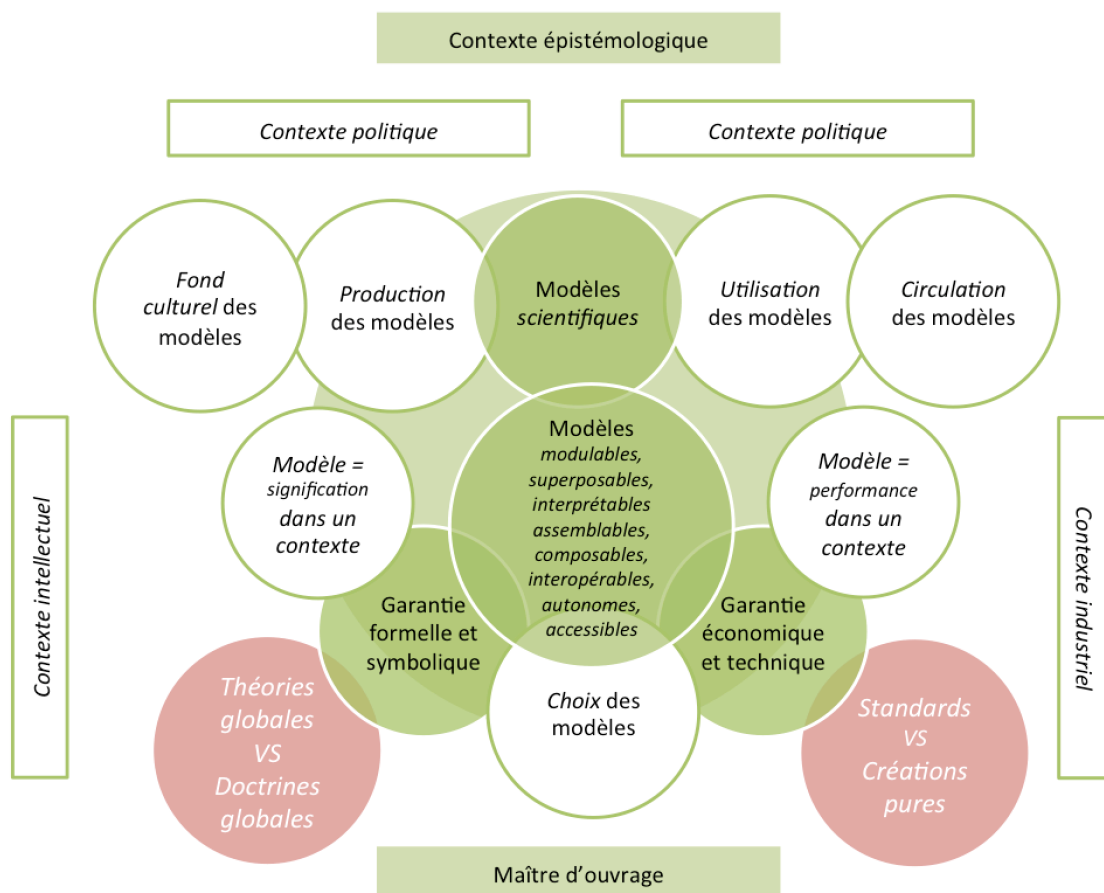 Contexte épistémologique
Contexte politique
Contexte politique
Fond
culturel des
modèles
Production
des modèles
Modèles
scientifiques
Utilisation
des modèles
Circulation
des modèles
Contexte intellectuel
Modèle =
signification
dans un
contexte
Modèles
modulables,
superposables,
interprétables
assemblables,
composables,
interopérables,
autonomes,
accessibles
Modèle =
performance
dans un
contexte
Contexte industriel
Garantie
formelle et
symbolique
Garantie
économique
et technique
Théories
globales
VS
Doctrines
globales
Choix des
modèles
Standards
VS
Créations
pures
Maître d’ouvrage